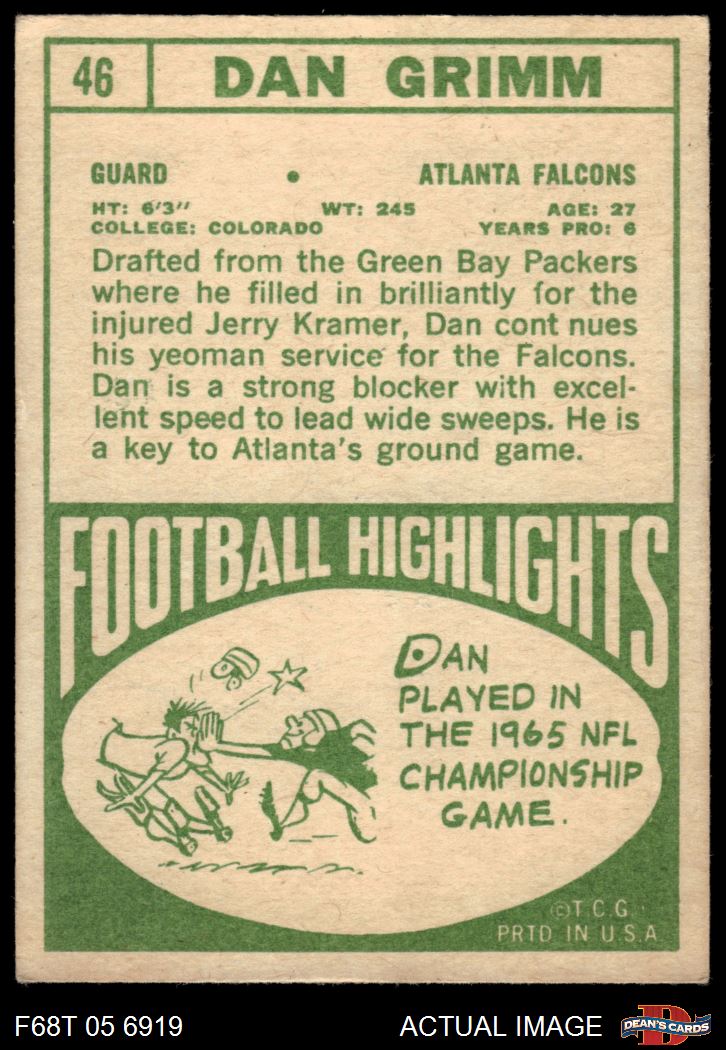 46 DAN GRIMM
GUARD • ATLANTA FALCONS
HT: 6'3" WT: 245 AGE: 27
COLLEGE: COLORADO YEARS PRO: 6
Drafted from the Green Bay Packers
where he filled in brilliantly for the
injured Jerry Kramer, Dan cont nues
his yeoman service for the Falcons.
Dan is a strong blocker with excel-
lent speed to lead wide sweeps. He is
a key to Atlanta's ground game.
FOOTBALL HIGHLIGHTS
DAN
PLAYED IN
THE 1965 NFL
CHAMPIONSHIP
GAME.
©T.C.G.
PRTD IN U.S.A.
F68T 05 6919 ACTUAL IMAGE D DEAN'S CARDS